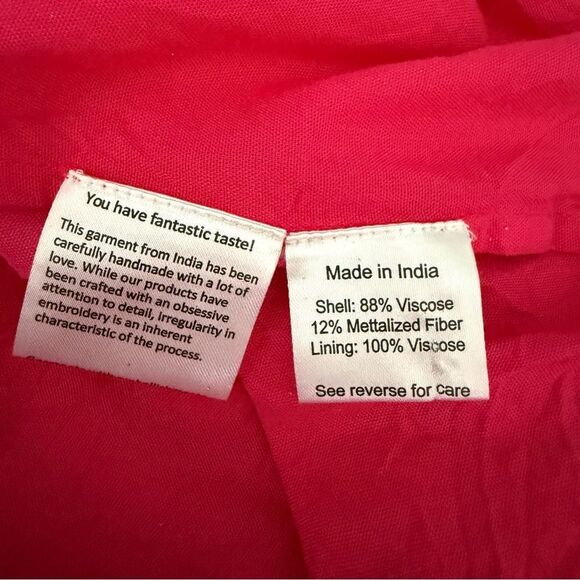 You have fantastic taste!
This garment from India has been
carefully handmade with a lot of
love. While our products have
been crafted with an obsessive
attention to detail, irregularity in
embroidery is an inherent
characteristic of the process.
Made in India
Shell: 88% Viscose
12% Mettalized Fiber
Lining: 100% Viscose
See reverse for care